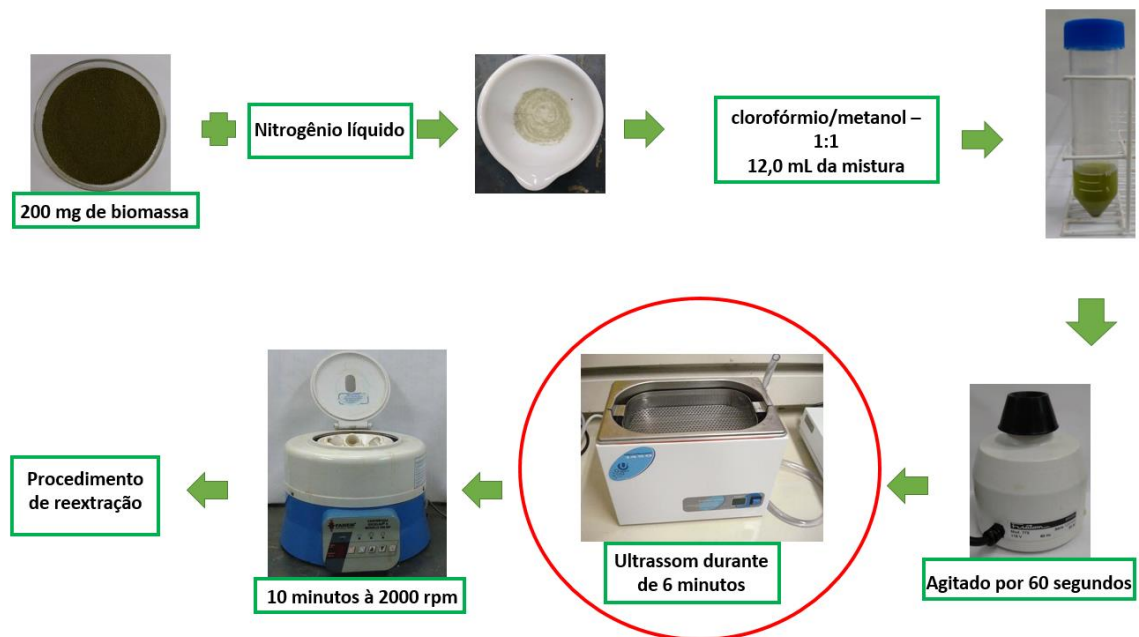 200 mg de biomassa
Nitrogênio líquido
clorofórmio/metanol –
1:1
12,0 mL da mistura
Agitado por 60 segundos
Ultrassom durante
de 6 minutos
10 minutos à 2000 rpm
Procedimento
de reextração